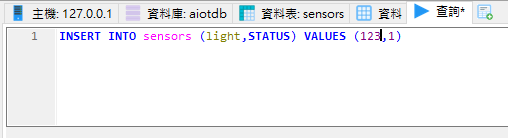 主機: 127.0.0.1 資料庫: aiotdb 資料表: sensors 資料 查詢*
1 INSERT INTO sensors (light,STATUS) VALUES (123,1)